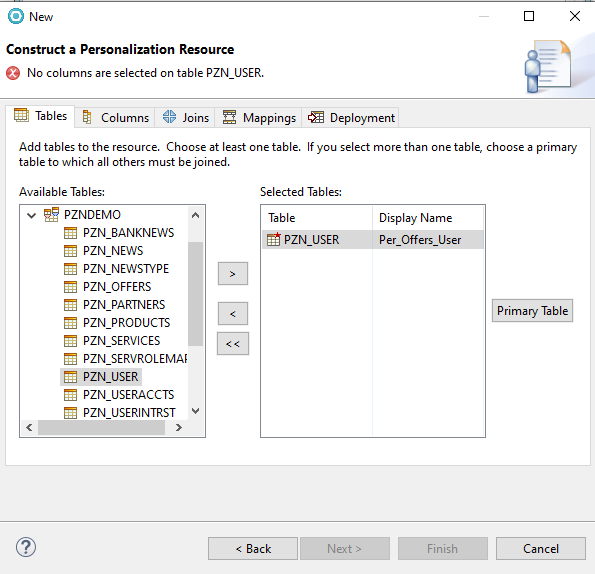 New
Construct a Personalization Resource
No columns are selected on table PZN_USER.
Tables Columns Joins Mappings Deployment
Add tables to the resource. Choose at least one table. If you select more than one table, choose a primary
table to which all others must be joined.
Available Tables:
PZNDEMO
PZN_BANKNEWS
PZN_NEWS
PZN_NEWSTYPE
PZN_OFFERS
PZN_PARTNERS
PZN_PRODUCTS
PZN_SERVICES
PZN_SERVROLEMAP
PZN_USER
PZN_USERACCTS
PZN_USERINTRST
>
<
<<
Selected Tables:
Table Display Name
PZN_USER Per_Offers_User
Primary Table
?
< Back Next > Finish Cancel